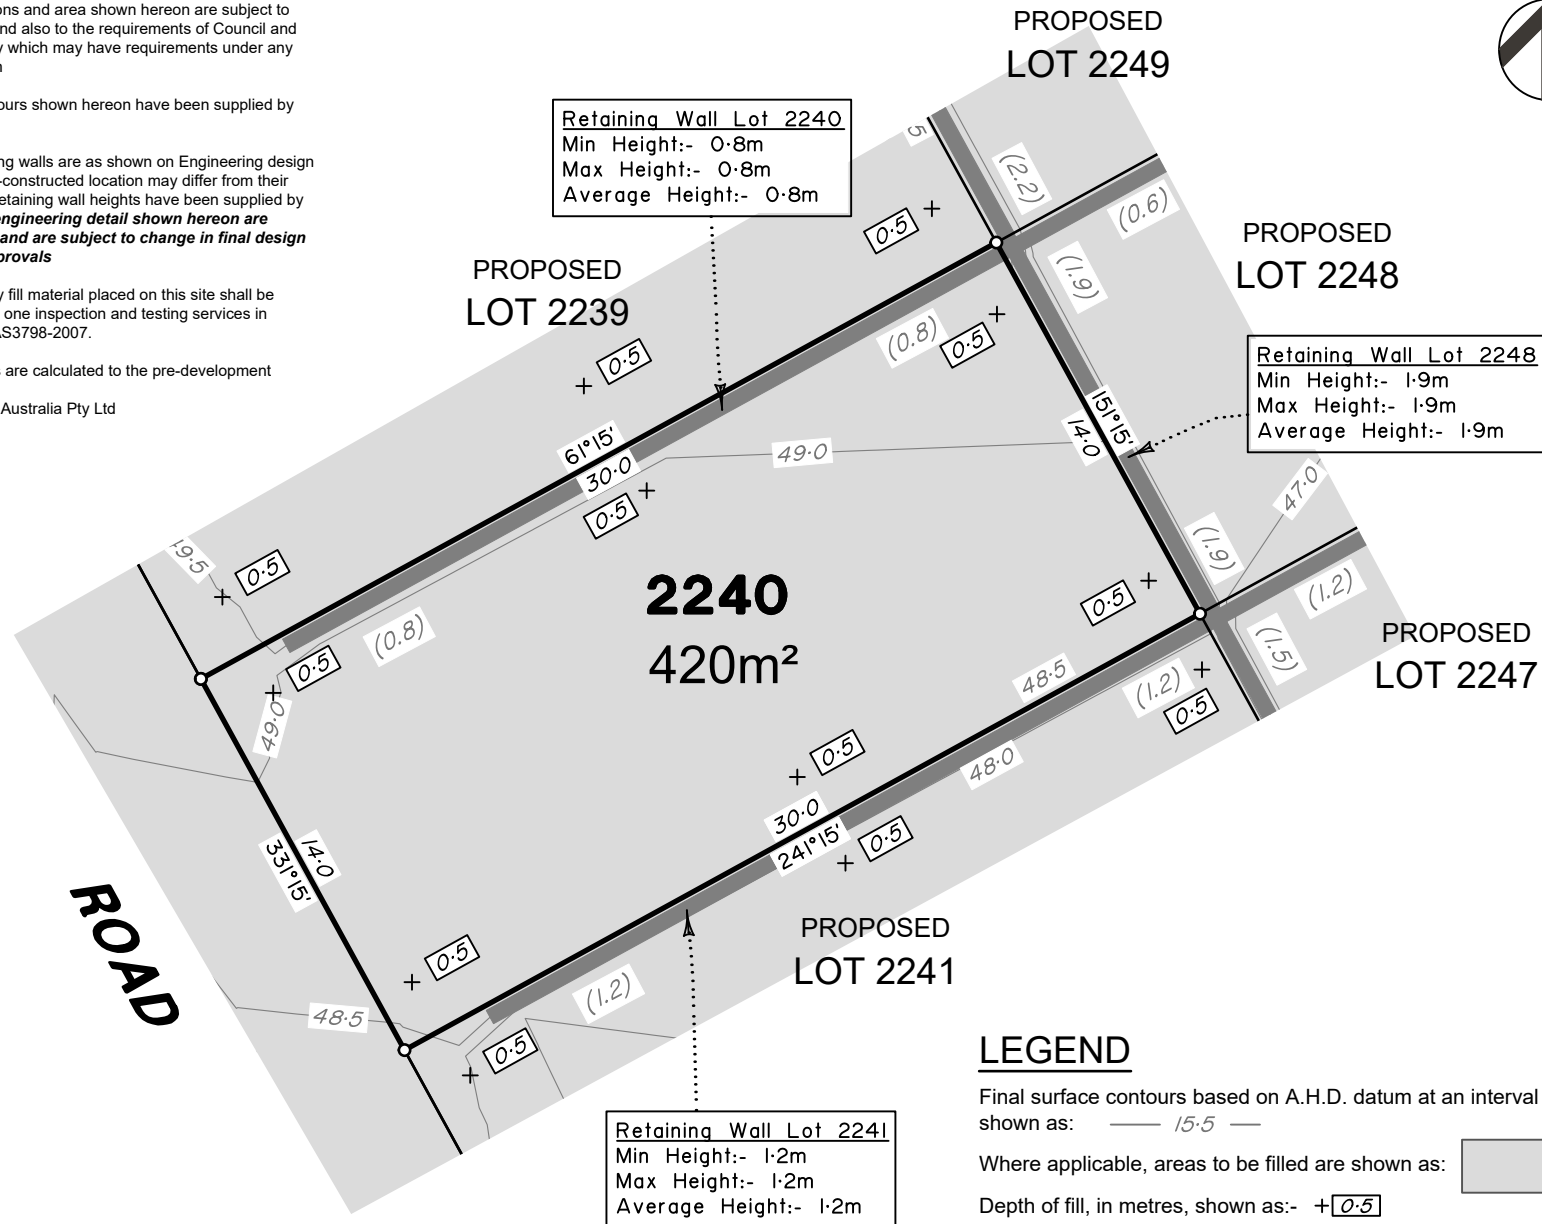 ons and area shown hereon are subject to
nd also to the requirements of Council and
y which may have requirements under any
n
ours shown hereon have been supplied by
ng walls are as shown on Engineering design
-constructed location may differ from their
etaining wall heights have been supplied by
engineering detail shown hereon are
and are subject to change in final design
provals
y fill material placed on this site shall be
one inspection and testing services in
AS3798-2007.
s are calculated to the pre-development
Australia Pty Ltd
PROPOSED
LOT 2249
Retaining Wall Lot 2240
Min Height:- 0·8m
Max Height:- 0·8m
Average Height:- 0·8m
5
(2.2)
(0.6)
0·5
PROPOSED
LOT 2248
(1.9)
PROPOSED
LOT 2239
(0.8)
0·5
0·5
Retaining Wall Lot 2248
Min Height:- 1·9m
Max Height:- 1·9m
Average Height:- 1·9m
151°15'
14·0
61°15'
30·0
49·0
47·0
0·5
49·5
0·5
(1.9)
2240
420m²
0·5
(1.2)
(0.8)
0·5
PROPOSED
LOT 2247
(1.5)
48·5
(1.2)
0·5
49·0
0·5
48·0
30·0
241°15'
0·5
14·0
331°15'
ROAD
PROPOSED
LOT 2241
0·5
(1.2)
48·5
0·5
Retaining Wall Lot 2241
Min Height:- 1·2m
Max Height:- 1·2m
Average Height:- 1·2m
LEGEND
Final surface contours based on A.H.D. datum at an interval
shown as: 15·5
Where applicable, areas to be filled are shown as:
Depth of fill, in metres, shown as:- +0·5